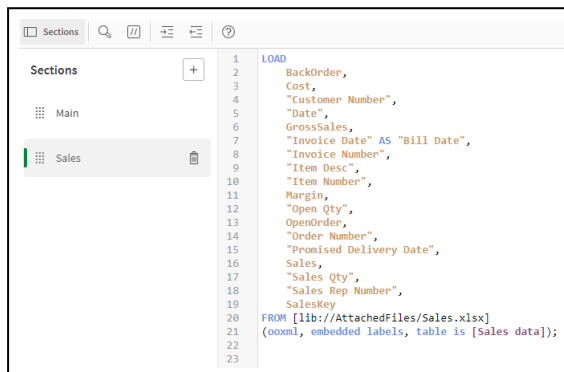 Sections
Sections
+
Main
Sales
1 LOAD
2 BackOrder,
3 Cost,
4 "Customer Number",
5 "Date",
6 GrossSales,
7 "Invoice Date" AS "Bill Date",
8 "Invoice Number",
9 "Item Desc",
10 "Item Number",
11 Margin,
12 "Open Qty",
13 OpenOrder,
14 "Order Number",
15 "Promised Delivery Date",
16 Sales,
17 "Sales Qty",
18 "Sales Rep Number",
19 SalesKey
20 FROM [lib://AttachedFiles/Sales.xlsx]
21 (ooxml, embedded labels, table is [Sales data]);
22
23